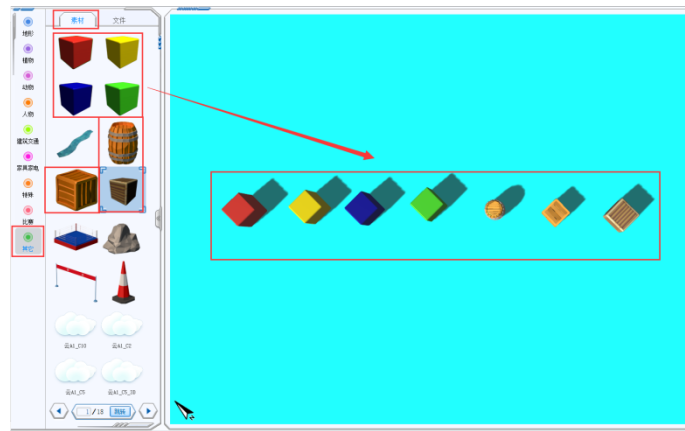 素材 文件
地形
植物
动物
人物
建筑交通
家具家电
特殊
比赛
其它
云A1_C10 云A1_C2
云A1_C5 云A1_C5_20
1/18 跳转